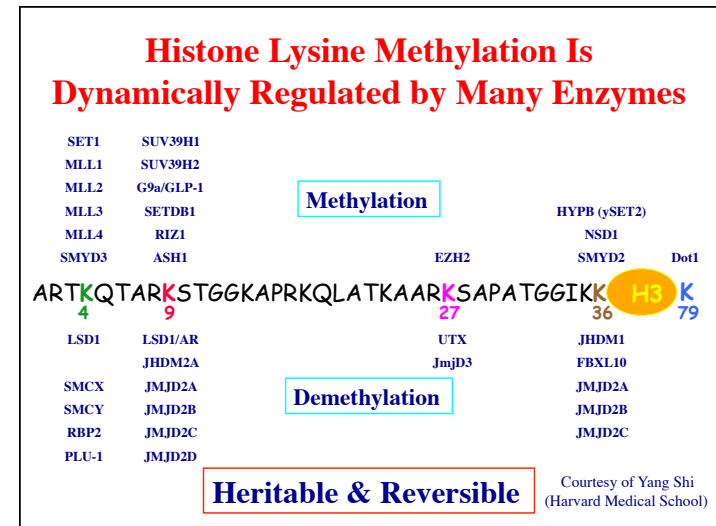 Histone Lysine Methylation Is
Dynamically Regulated by Many Enzymes
SET1 SUV39H1
MLL1 SUV39H2
MLL2 G9a/GLP-1
Methylation
MLL3 SETDB1 HYPB (ySET2)
MLL4 RIZ1 NSD1
SMYD3 ASH1 EZH2 SMYD2 Dot1
ARTKQTARKSTGGKAPRKQLATKAARKSAPATGGIKK H3 K
4 9 27 36 79
LSD1 LSD1/AR UTX JHDM1
JHDM2A JmjD3 FBXL10
SMCX JMJD2A JMJD2A
Demethylation
SMCY JMJD2B JMJD2B
RBP2 JMJD2C JMJD2C
PLU-1 JMJD2D
Heritable & Reversible
Courtesy of Yang Shi
(Harvard Medical School)